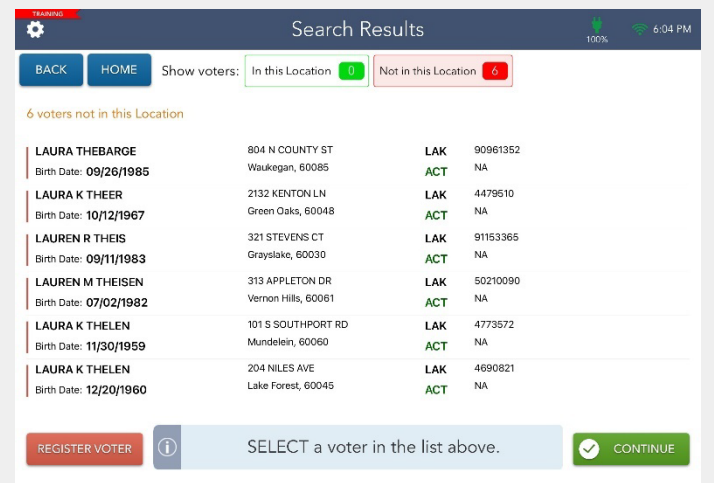 TRAINING
Search Results
100%
6:04 PM
BACK
HOME
Show voters:
In this Location 0
Not in this Location 6
6 voters not in this Location
LAURA THEBARGE 804 N COUNTY ST LAK 90961352
Birth Date: 09/26/1985 Waukegan, 60085 ACT NA
LAURA K THEER 2132 KENTON LN LAK 4479510
Birth Date: 10/12/1967 Green Oaks, 60048 ACT NA
LAUREN R THEIS 321 STEVENS CT LAK 91153365
Birth Date: 09/11/1983 Grayslake, 60030 ACT NA
LAUREN M THEISEN 313 APPLETON DR LAK 50210090
Birth Date: 07/02/1982 Vernon Hills, 60061 ACT NA
LAURA K THELEN 101 S SOUTHPORT RD LAK 4773572
Birth Date: 11/30/1959 Mundelein, 60060 ACT NA
LAURA K THELEN 204 NILES AVE LAK 4690821
Birth Date: 12/20/1960 Lake Forest, 60045 ACT NA
REGISTER VOTER
SELECT a voter in the list above.
CONTINUE